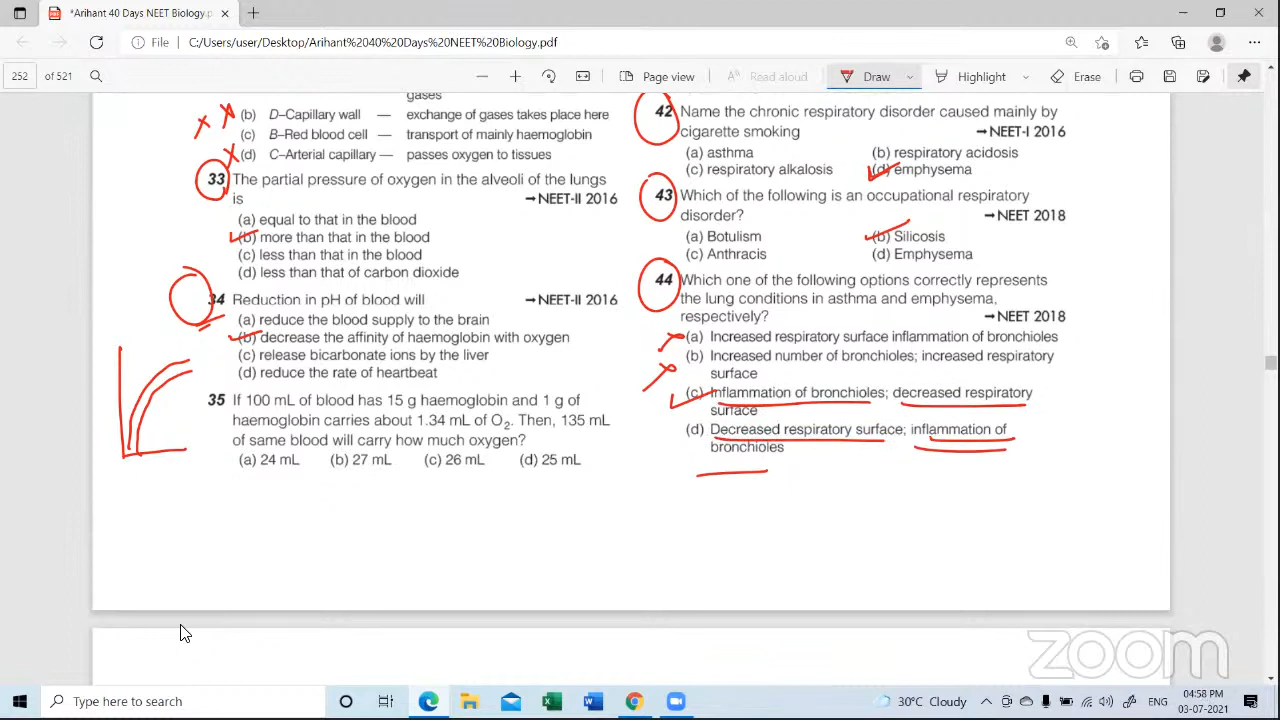 *Arihant 40 Days NEET Biology.p
File
C:/Users/user/Desktop/Arihant%2040%20Days%20NEET%20Biology.pdf
252 of 521
Page view
Read aloud
Draw
Highlight
Erase
gases
(b) D–Capillary wall — exchange of gases takes place here
(c) B–Red blood cell — transport of mainly haemoglobin
(d) C–Arterial capillary — passes oxygen to tissues
33 The partial pressure of oxygen in the alveoli of the lungs
is → NEET-II 2016
(a) equal to that in the blood
(b) more than that in the blood
(c) less than that in the blood
(d) less than that of carbon dioxide
34 Reduction in pH of blood will → NEET-II 2016
(a) reduce the blood supply to the brain
(b) decrease the affinity of haemoglobin with oxygen
(c) release bicarbonate ions by the liver
(d) reduce the rate of heartbeat
35 If 100 mL of blood has 15 g haemoglobin and 1 g of
haemoglobin carries about 1.34 mL of O2. Then, 135 mL
of same blood will carry how much oxygen?
(a) 24 mL (b) 27 mL (c) 26 mL (d) 25 mL
42 Name the chronic respiratory disorder caused mainly by
cigarette smoking → NEET-I 2016
(a) asthma (b) respiratory acidosis
(c) respiratory alkalosis (d) emphysema
43 Which of the following is an occupational respiratory
disorder? → NEET 2018
(a) Botulism (b) Silicosis
(c) Anthracis (d) Emphysema
44 Which one of the following options correctly represents
the lung conditions in asthma and emphysema,
respectively? → NEET 2018
(a) Increased respiratory surface inflammation of bronchioles
(b) Increased number of bronchioles; increased respiratory
surface
(c) Inflammation of bronchioles; decreased respiratory
surface
(d) Decreased respiratory surface; inflammation of
bronchioles
zoom
Type here to search
30°C Cloudy
ENG
04:58 PM
03-07-2021